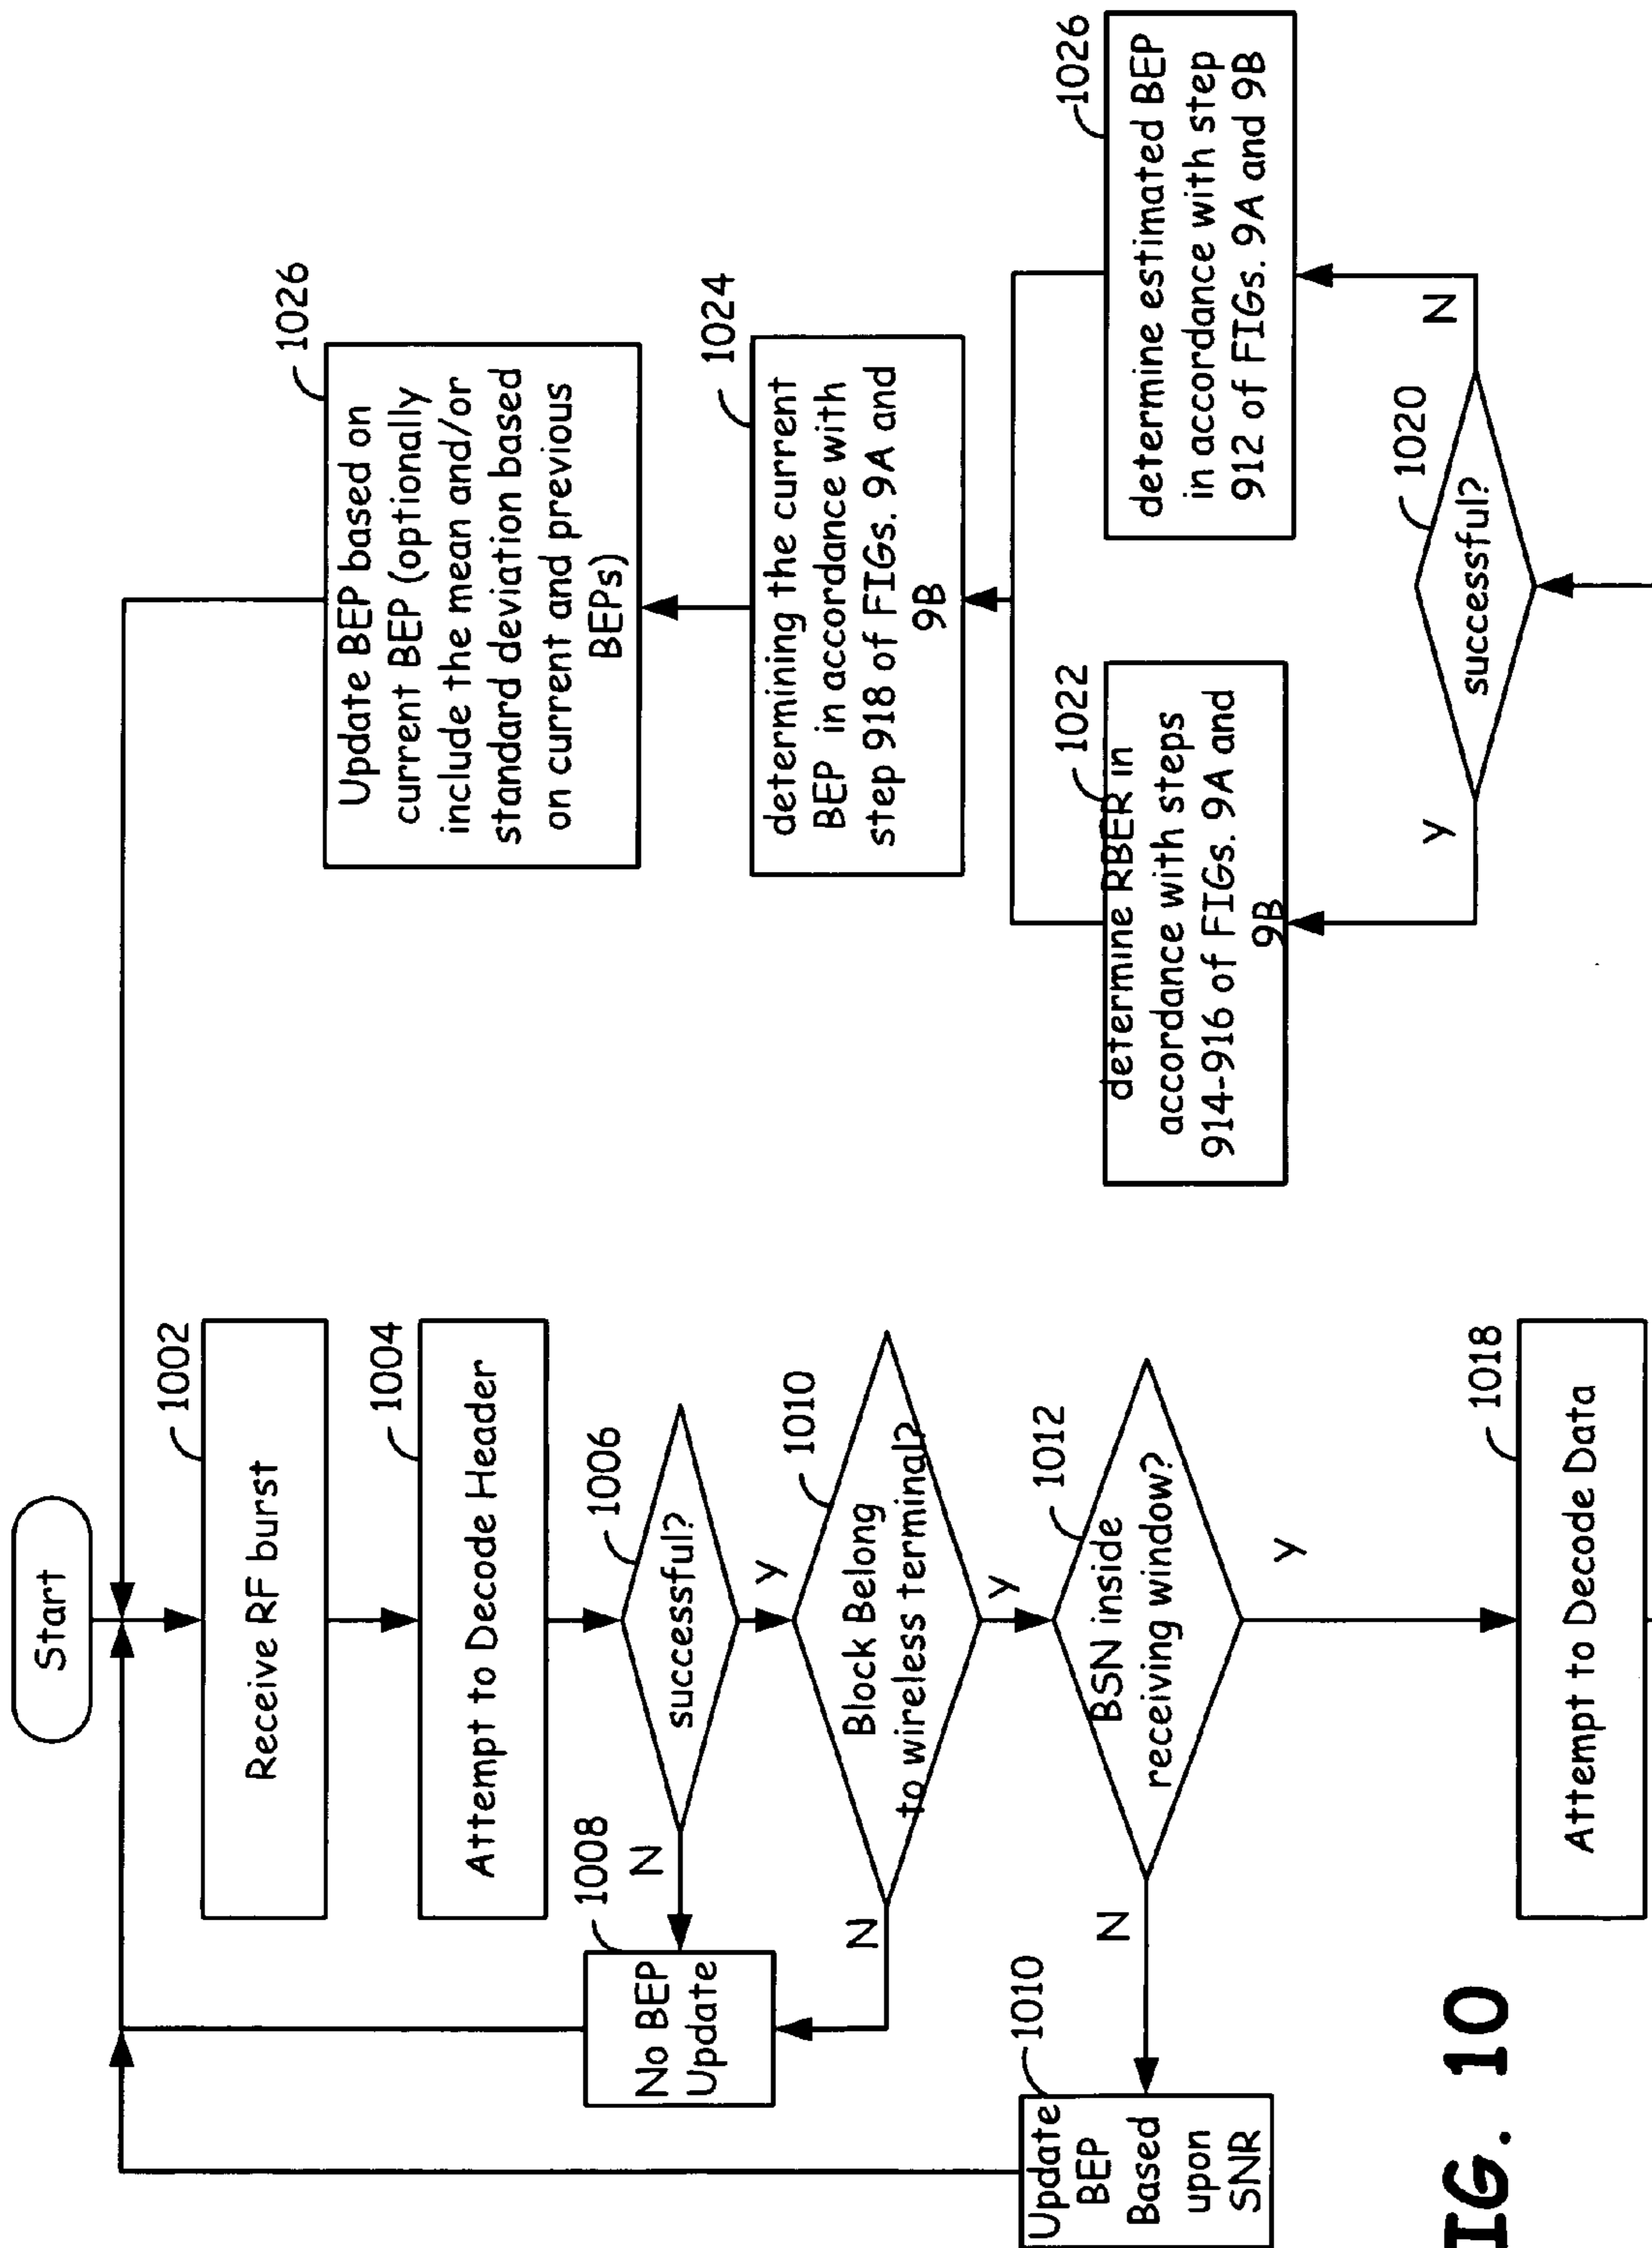 Start
1002
Receive RF burst
1004
Attempt to Decode Header
1006
successful?
N
Y
1008
No BEP
Update
1010
Block Belong
to wireless terminal?
N
Y
1012
BSN inside
receiving window?
N
Y
1010
Update
BEP
Based
upon
SNR
1018
Attempt to Decode Data
1020
successful?
Y
N
1022
determine RBER in
accordance with steps
914-916 of FIGs. 9A and
9B
1026
determine estimated BEP
in accordance with step
912 of FIGs. 9A and 9B
1024
determining the current
BEP in accordance with
step 918 of FIGs. 9A and
9B
1026
Update BEP based on
current BEP (optionally
include the mean and/or
standard deviation based
on current and previous
BEPs)
IG. 10